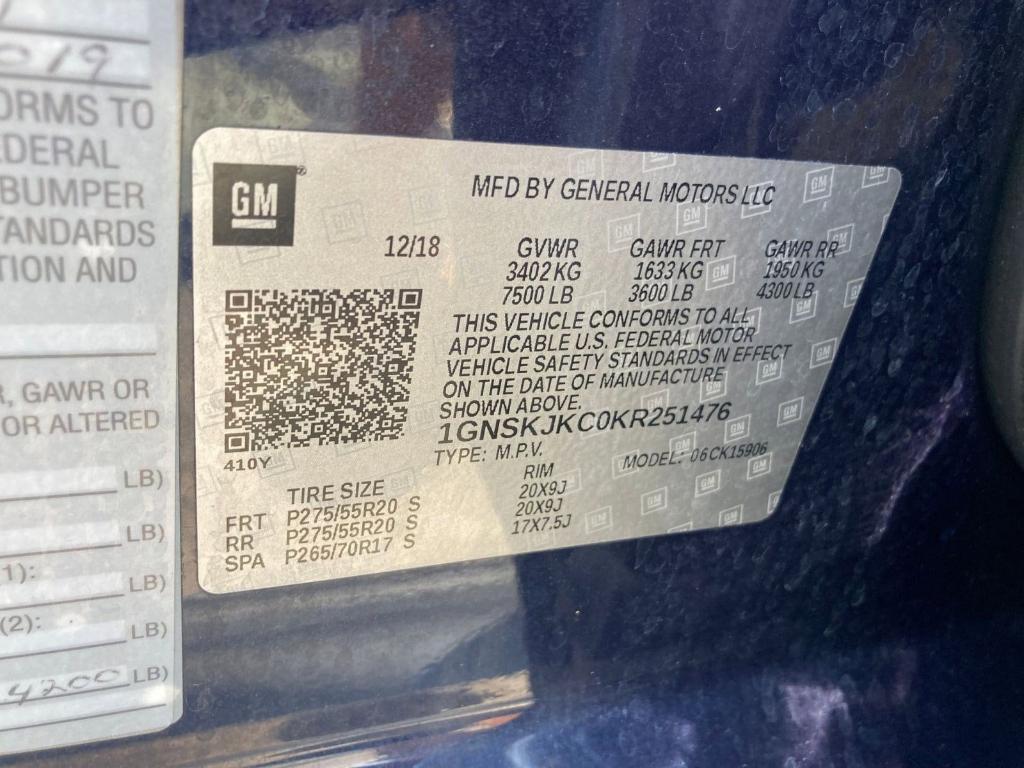 019
ORMS TO
EDERAL
BUMPER
TANDARDS
TION AND
R, GAWR OR
OR ALTERED
LB)
LB)
1):
LB)
(2):
LB)
4200 LB)
GM®
MFD BY GENERAL MOTORS LLC
12/18
GVWR GAWR FRT GAWR RR
3402 KG 1633 KG 1950 KG
7500 LB 3600 LB 4300 LB
THIS VEHICLE CONFORMS TO ALL
APPLICABLE U.S. FEDERAL MOTOR
VEHICLE SAFETY STANDARDS IN EFFECT
ON THE DATE OF MANUFACTURE
SHOWN ABOVE.
1GNSKJKC0KR251476
TYPE: M.P.V. MODEL: 06CK15906
410Y
TIRE SIZE RIM
FRT P275/55R20 S 20X9J
RR P275/55R20 S 20X9J
SPA P265/70R17 S 17X7.5J